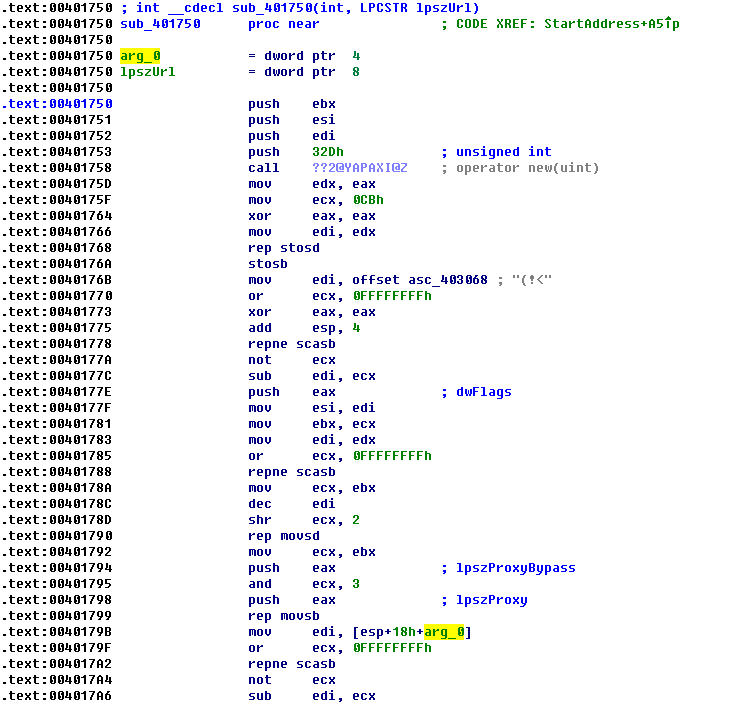 .text:00401750 ; int __cdecl sub_401750(int, LPCSTR lpszUrl)
.text:00401750 sub_401750      proc near               ; CODE XREF: StartAddress+A5↑p
.text:00401750
.text:00401750 arg_0           = dword ptr  4
.text:00401750 lpszUrl         = dword ptr  8
.text:00401750
.text:00401750                 push    ebx
.text:00401751                 push    esi
.text:00401752                 push    edi
.text:00401753                 push    32Dh            ; unsigned int
.text:00401758                 call    ??2@YAPAXI@Z    ; operator new(uint)
.text:0040175D                 mov     edx, eax
.text:0040175F                 mov     ecx, 0CBh
.text:00401764                 xor     eax, eax
.text:00401766                 mov     edi, edx
.text:00401768                 rep stosd
.text:0040176A                 stosb
.text:0040176B                 mov     edi, offset asc_403068 ; "(!<"
.text:00401770                 or      ecx, 0FFFFFFFFh
.text:00401773                 xor     eax, eax
.text:00401775                 add     esp, 4
.text:00401778                 repne scasb
.text:0040177A                 not     ecx
.text:0040177C                 sub     edi, ecx
.text:0040177E                 push    eax             ; dwFlags
.text:0040177F                 mov     esi, edi
.text:00401781                 mov     ebx, ecx
.text:00401783                 mov     edi, edx
.text:00401785                 or      ecx, 0FFFFFFFFh
.text:00401788                 repne scasb
.text:0040178A                 mov     ecx, ebx
.text:0040178C                 dec     edi
.text:0040178D                 shr     ecx, 2
.text:00401790                 rep movsd
.text:00401792                 mov     ecx, ebx
.text:00401794                 push    eax             ; lpszProxyBypass
.text:00401795                 and     ecx, 3
.text:00401798                 push    eax             ; lpszProxy
.text:00401799                 rep movsb
.text:0040179B                 mov     edi, [esp+18h+arg_0]
.text:0040179F                 or      ecx, 0FFFFFFFFh
.text:004017A2                 repne scasb
.text:004017A4                 not     ecx
.text:004017A6                 sub     edi, ecx